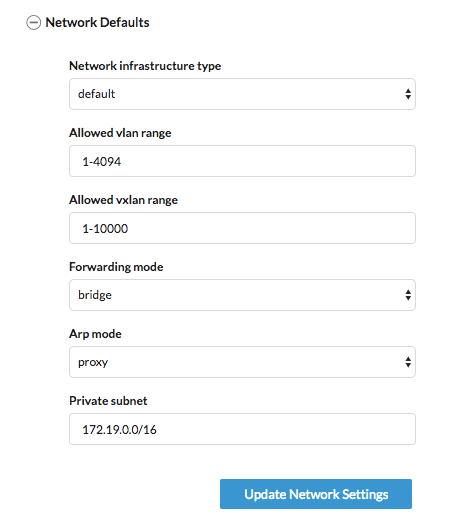 Network Defaults
Network infrastructure type
default
Allowed vlan range
1-4094
Allowed vxlan range
1-10000
Forwarding mode
bridge
Arp mode
proxy
Private subnet
172.19.0.0/16
Update Network Settings